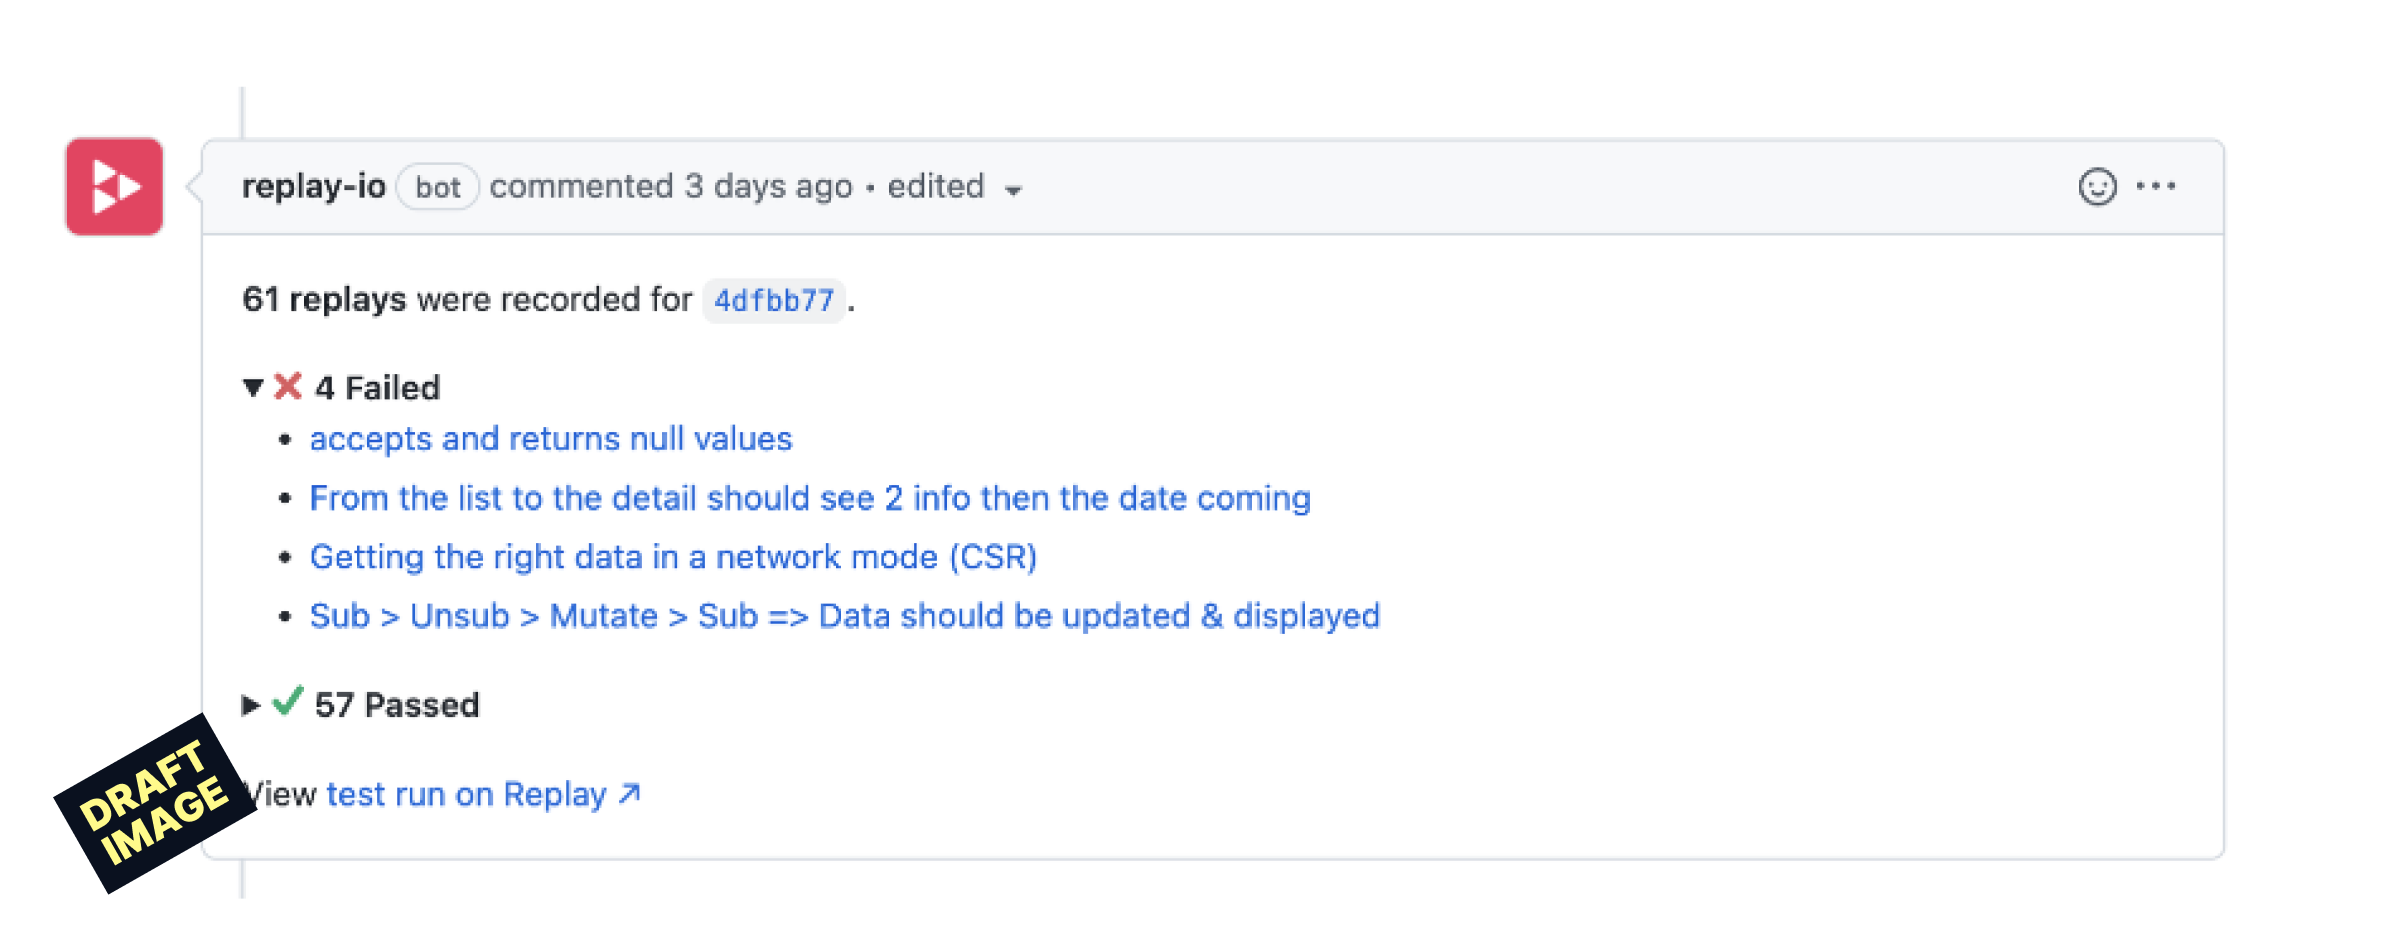 replay-io bot commented 3 days ago • edited
61 replays were recorded for 4dfbb77.
4 Failed
• accepts and returns null values
• From the list to the detail should see 2 info then the date coming
• Getting the right data in a network mode (CSR)
• Sub > Unsub > Mutate > Sub => Data should be updated & displayed
57 Passed
View test run on Replay ↗
DRAFT
IMAGE